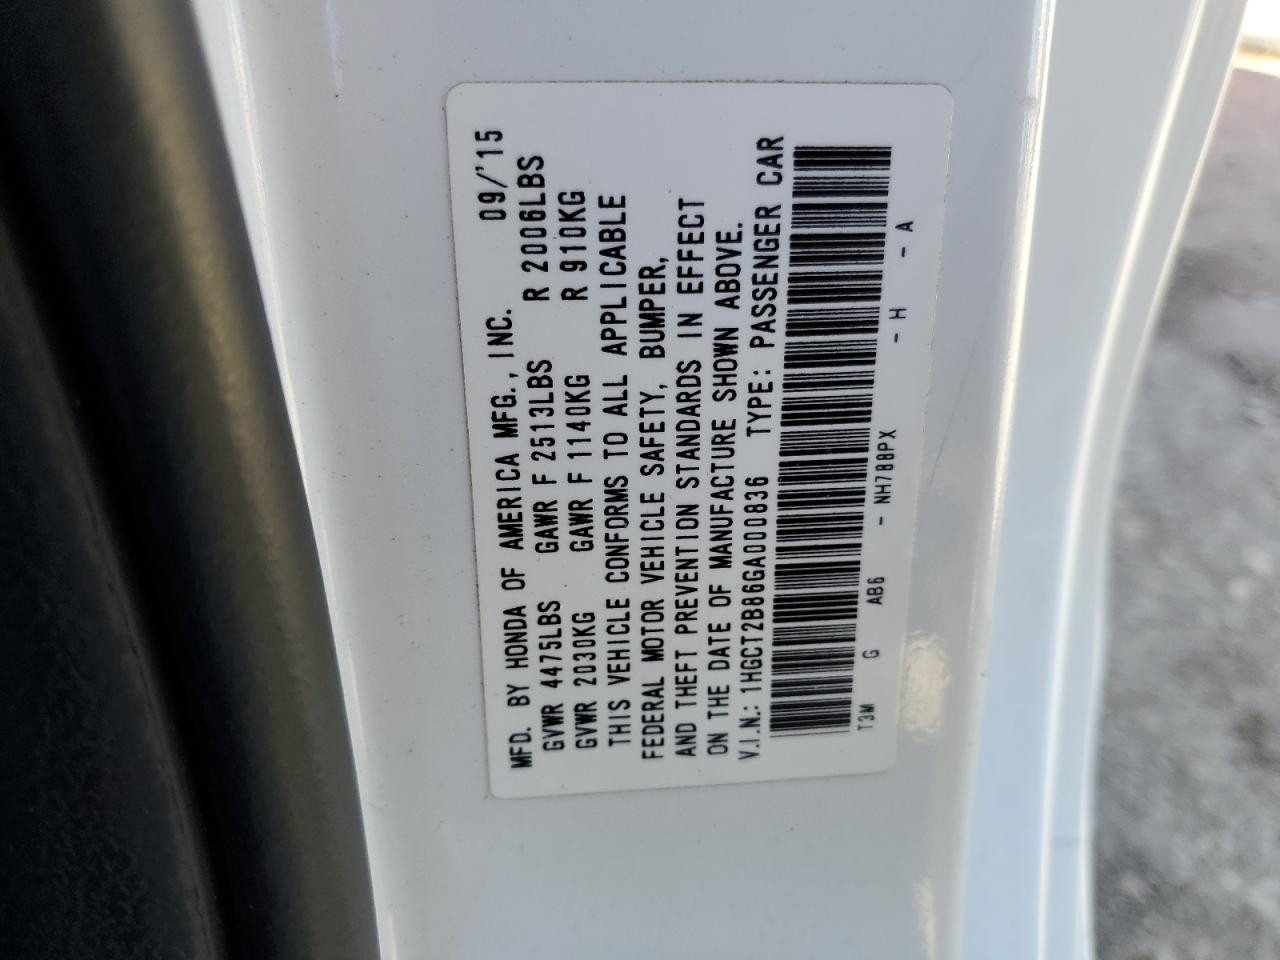 MFD. BY HONDA OF AMERICA MFG., INC. 09/'15
GVWR 4475LBS GAWR F 2513LBS R 2006LBS
GVWR 2030KG GAWR F 1140KG R 910KG
THIS VEHICLE CONFORMS TO ALL APPLICABLE
FEDERAL MOTOR VEHICLE SAFETY, BUMPER,
AND THEFT PREVENTION STANDARDS IN EFFECT
ON THE DATE OF MANUFACTURE SHOWN ABOVE.
V.I.N.: 1HGCT2B86GA000836 TYPE: PASSENGER CAR
T3M G AB6 - NH788PX - H - A